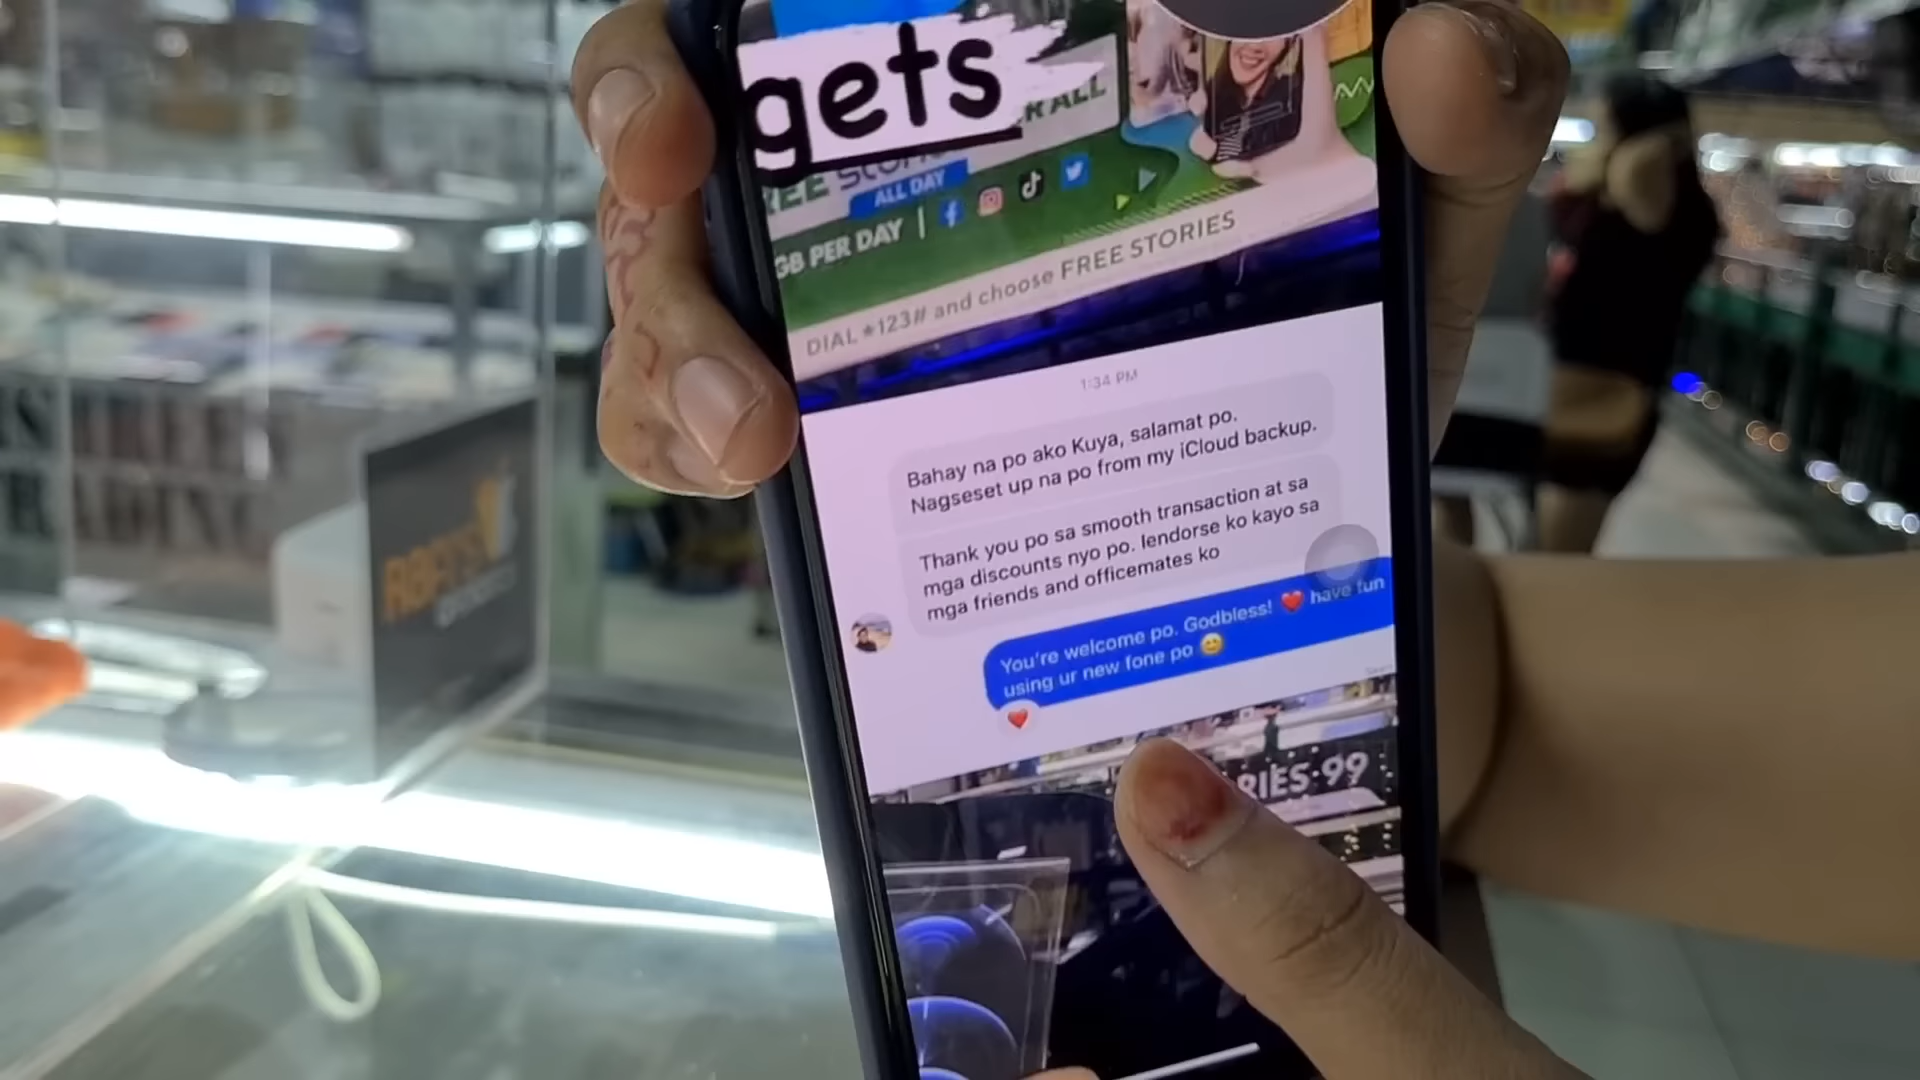 gets
K ALL
ALL DAY
GB PER DAY |
DIAL *123# and choose FREE STORIES
1:34 PM
Bahay na po ako Kuya, salamat po.
Nagseset up na po from my iCloud backup.
Thank you po sa smooth transaction at sa
mga discounts nyo po. Iendorse ko kayo sa
mga friends and officemates ko
You're welcome po. Godbless! ❤️ have fun
using ur new fone po 😊
❤️
RIES·99